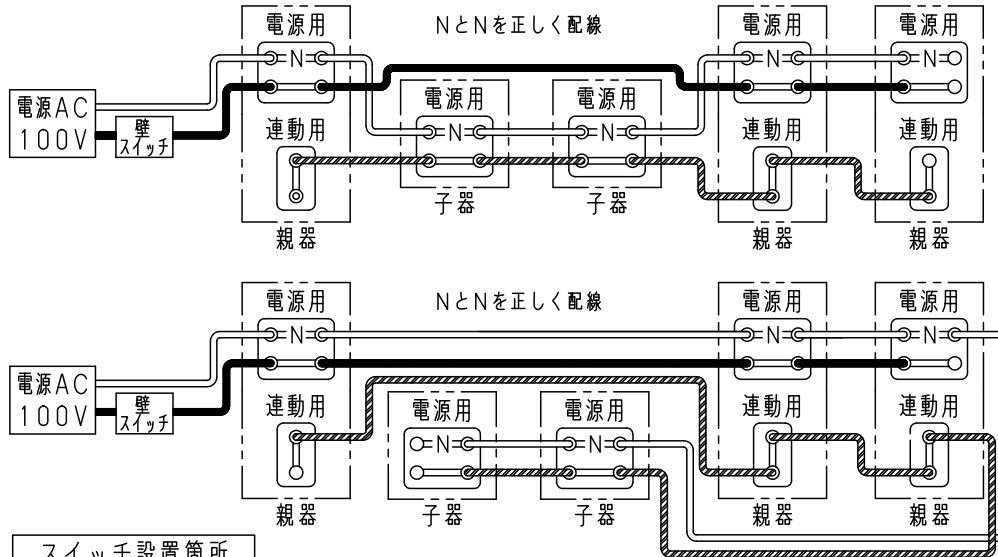 NとNを正しく配線
電源用
電源用
電源用
N
N
N
電源AC
100V
壁
スイッチ
電源用
電源用
N
N
連動用
連動用
連動用
子器
子器
親器
親器
親器
NとNを正しく配線
電源用
電源用
電源用
N
N
N
電源AC
100V
壁
スイッチ
連動用
電源用
電源用
連動用
連動用
N
N
親器
子器
子器
親器
親器
スイッチ設置箇所